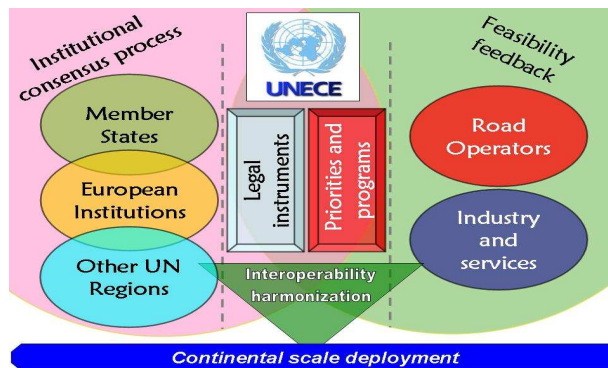 Institutional
consensus process
UNECE
Feasibility
feedback
Member
States
European
Institutions
Other UN
Regions
Legal
instruments
Priorities and
programs
Road
Operators
Industry
and
services
Interoperability
harmonization
Continental scale deployment